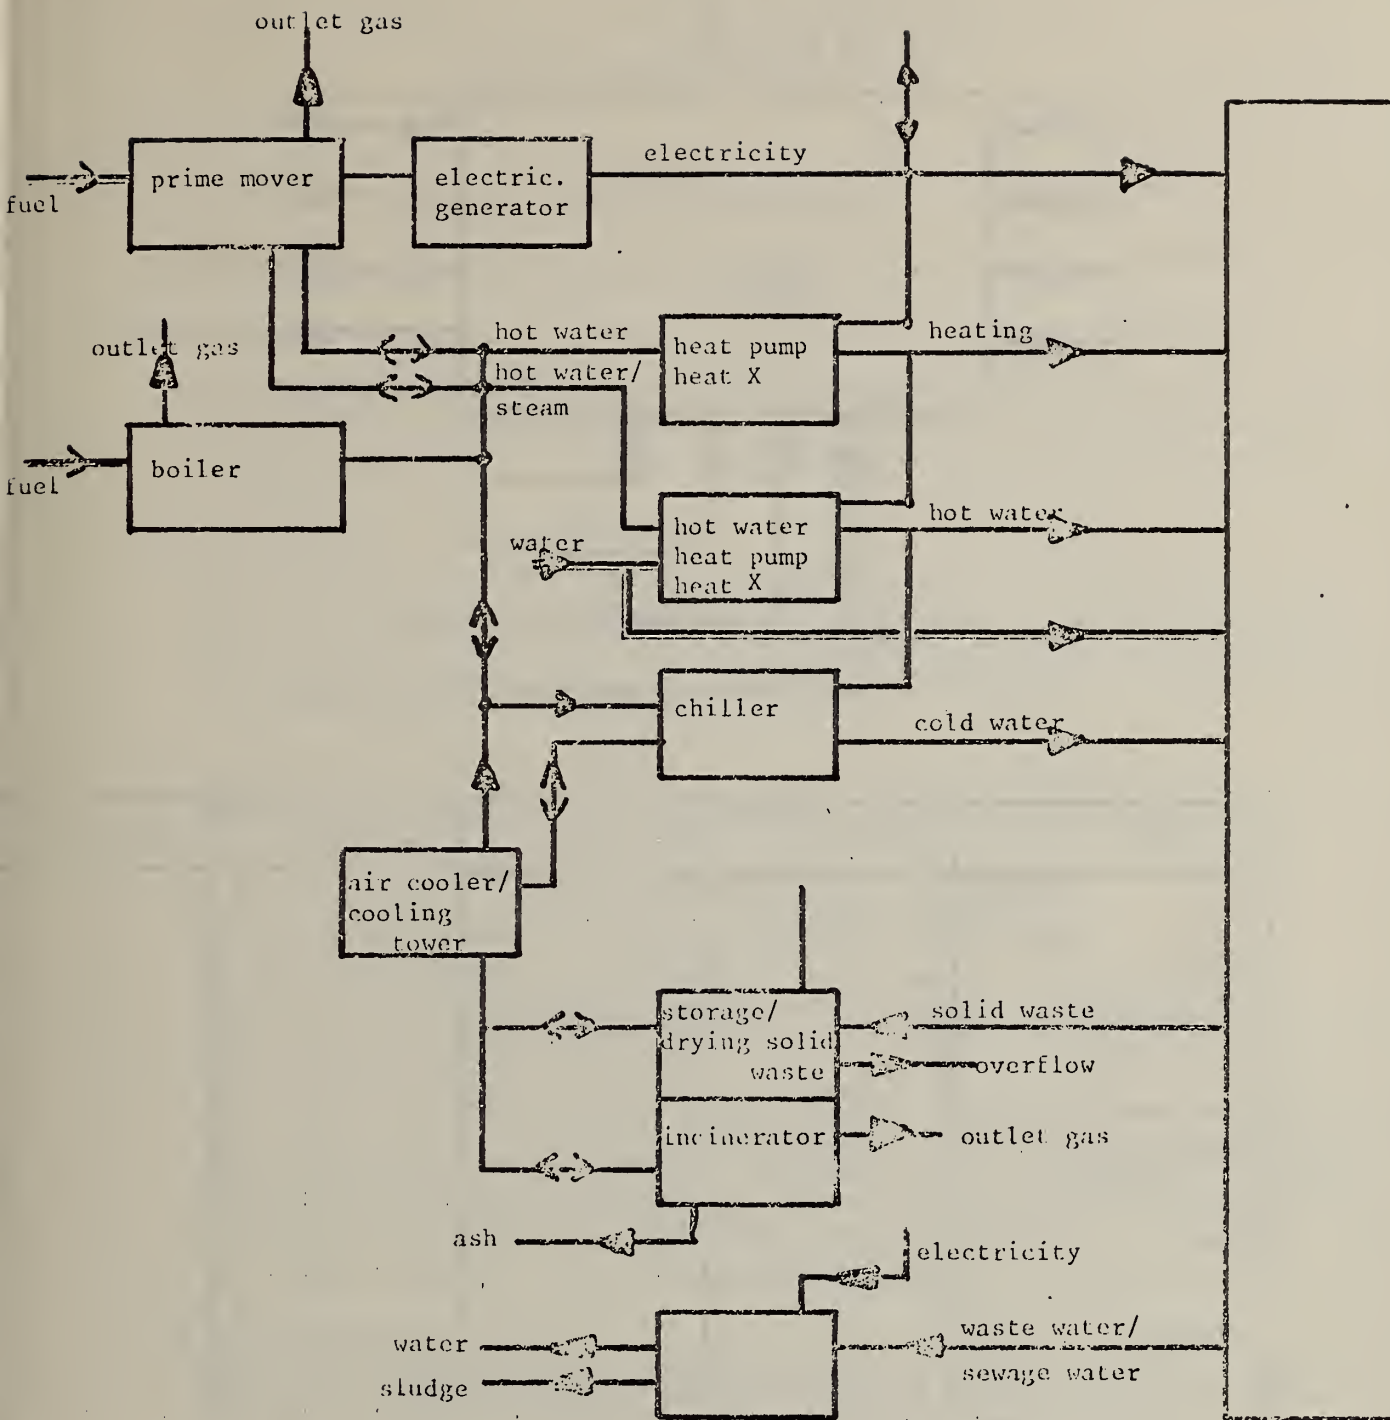 outlet gas
fuel
prime mover
electric.
generator
electricity
outlet gas
fuel
boiler
hot water
hot water/
steam
heat pump
heat X
heating
water
hot water
heat pump
heat X
hot water
chiller
cold water
air cooler/
cooling
tower
storage/
drying solid
waste
solid waste
overflow
incinerator
outlet gas
ash
electricity
water
sludge
waste water/
sewage water